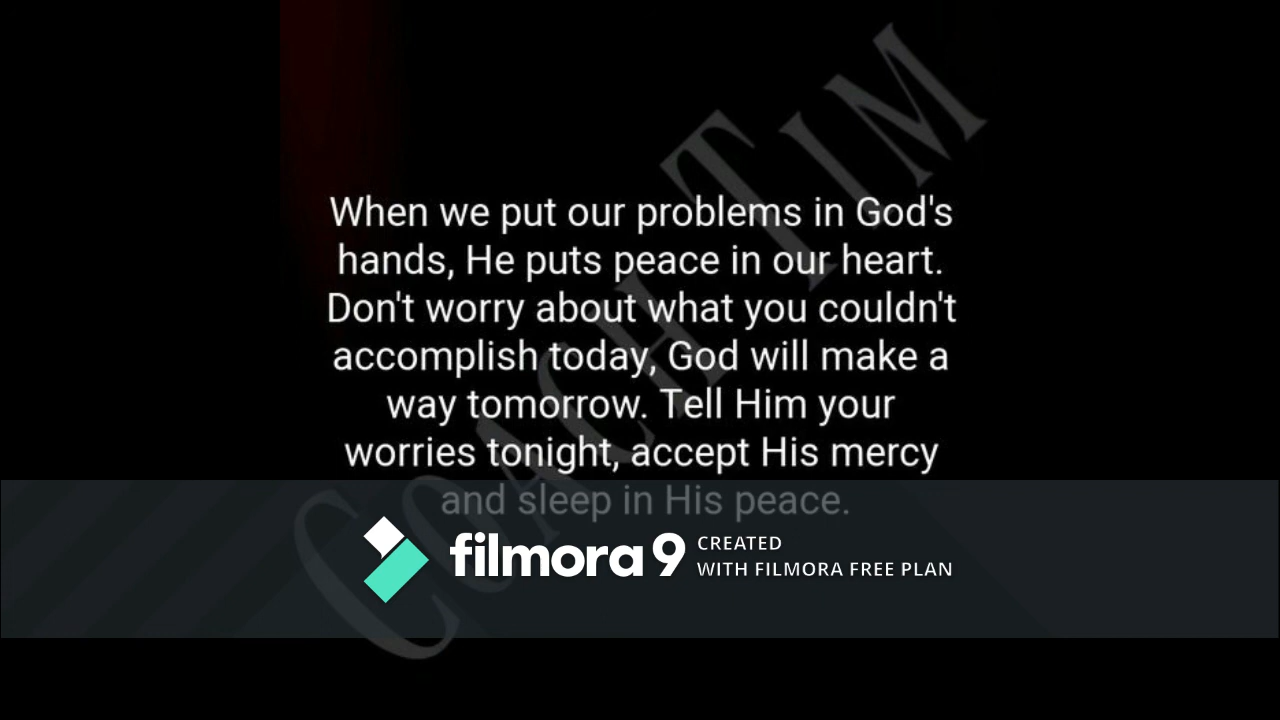 COACH TIM
When we put our problems in God's
hands, He puts peace in our heart.
Don't worry about what you couldn't
accomplish today, God will make a
way tomorrow. Tell Him your
worries tonight, accept His mercy
and sleep in His peace.
filmora 9 CREATED
WITH FILMORA FREE PLAN